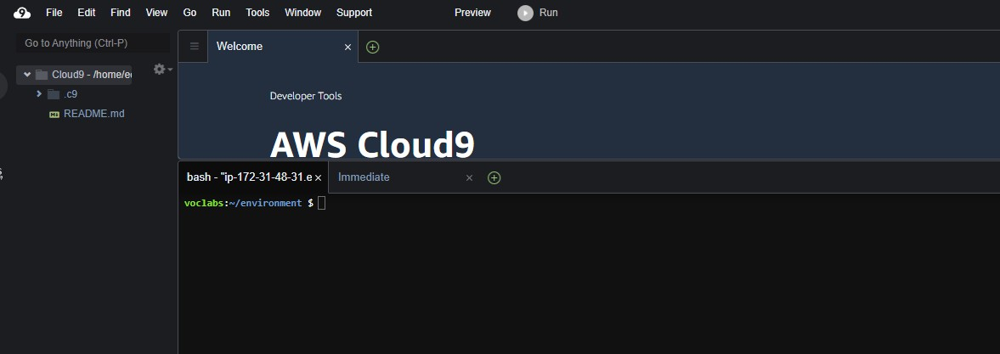 File Edit Find View Go Run Tools Window Support Preview Run
Go to Anything (Ctrl-P)
Cloud9 - /home/e
.c9
README.md
Welcome
Developer Tools
AWS Cloud9
bash - "ip-172-31-48-31.e
Immediate
voclabs:~/environment $